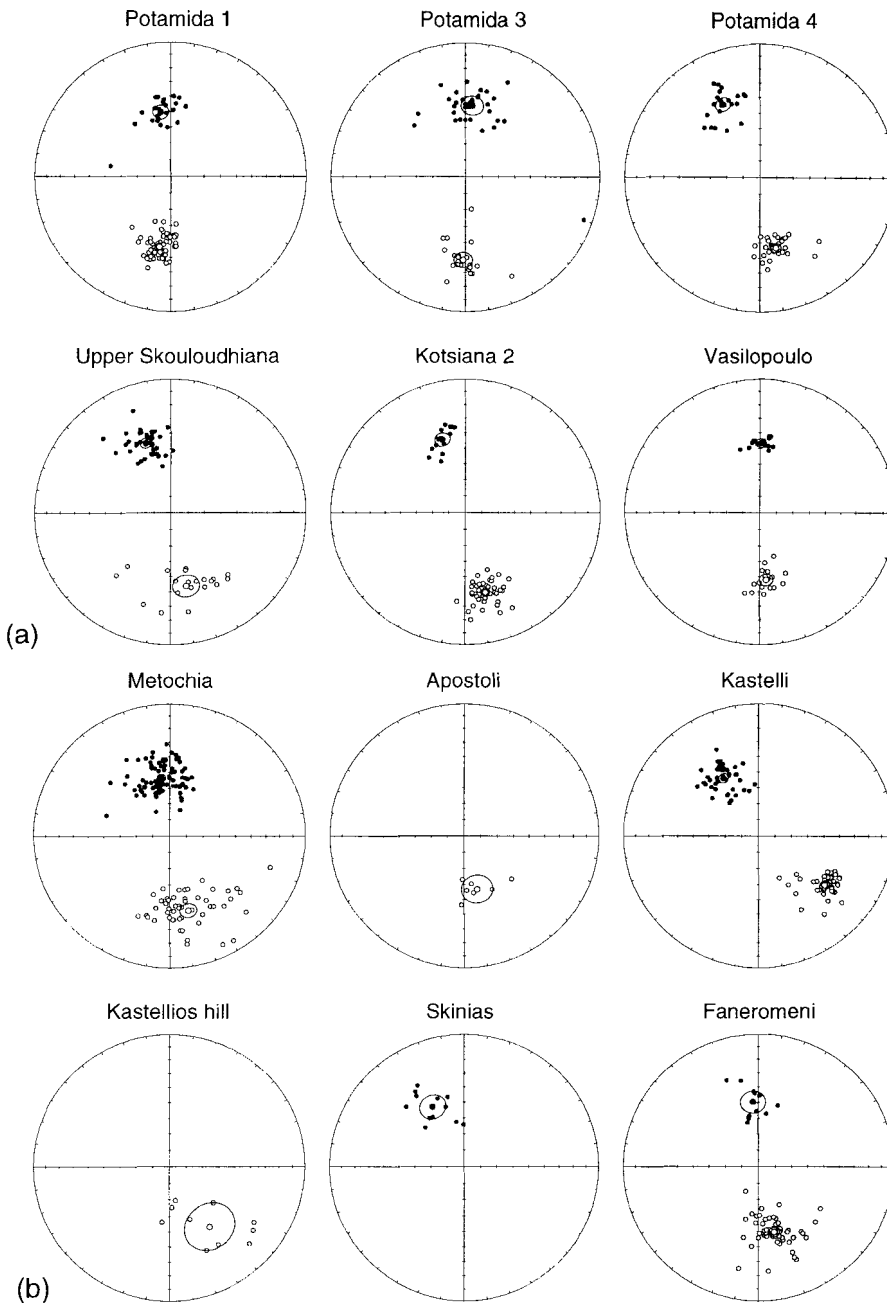 Potamida 1 Potamida 3 Potamida 4
Upper Skouloudhiana Kotsiana 2 Vasilopoulo
(a)
Metochia Apostoli Kastelli
Kastellios hill Skinias Faneromeni
(b)